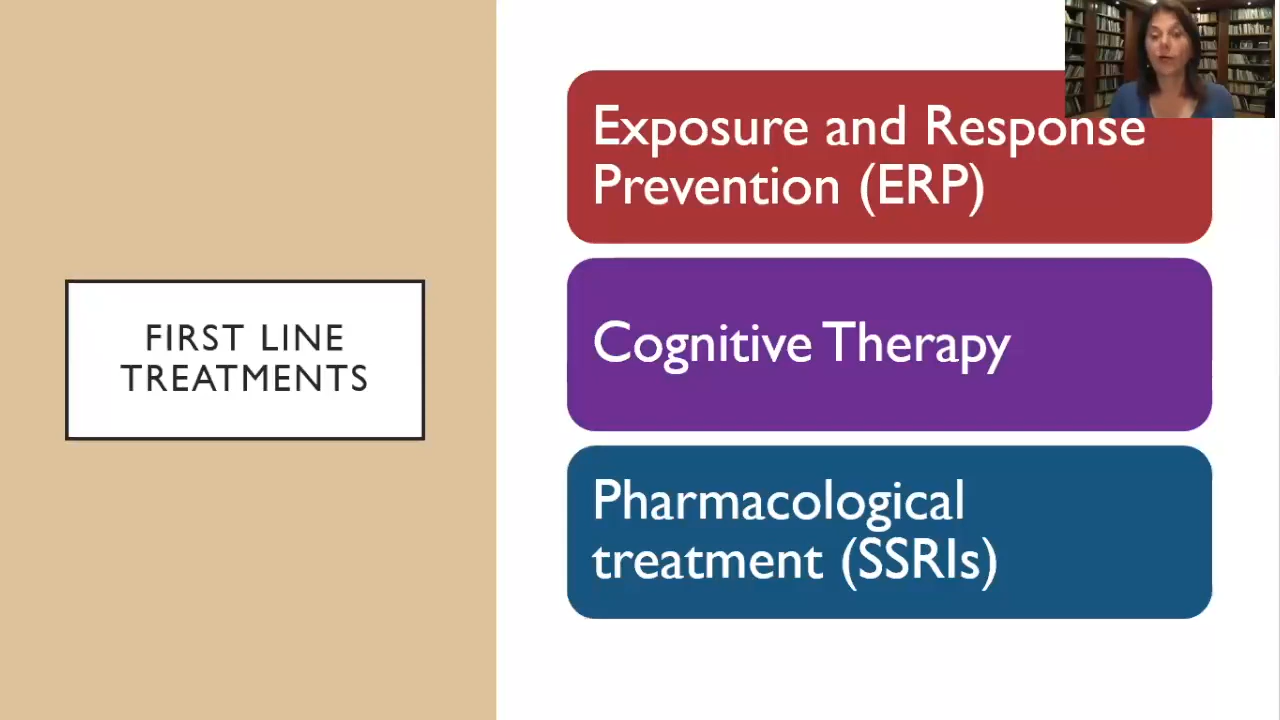 FIRST LINE
TREATMENTS
Exposure and Response
Prevention (ERP)
Cognitive Therapy
Pharmacological
treatment (SSRIs)